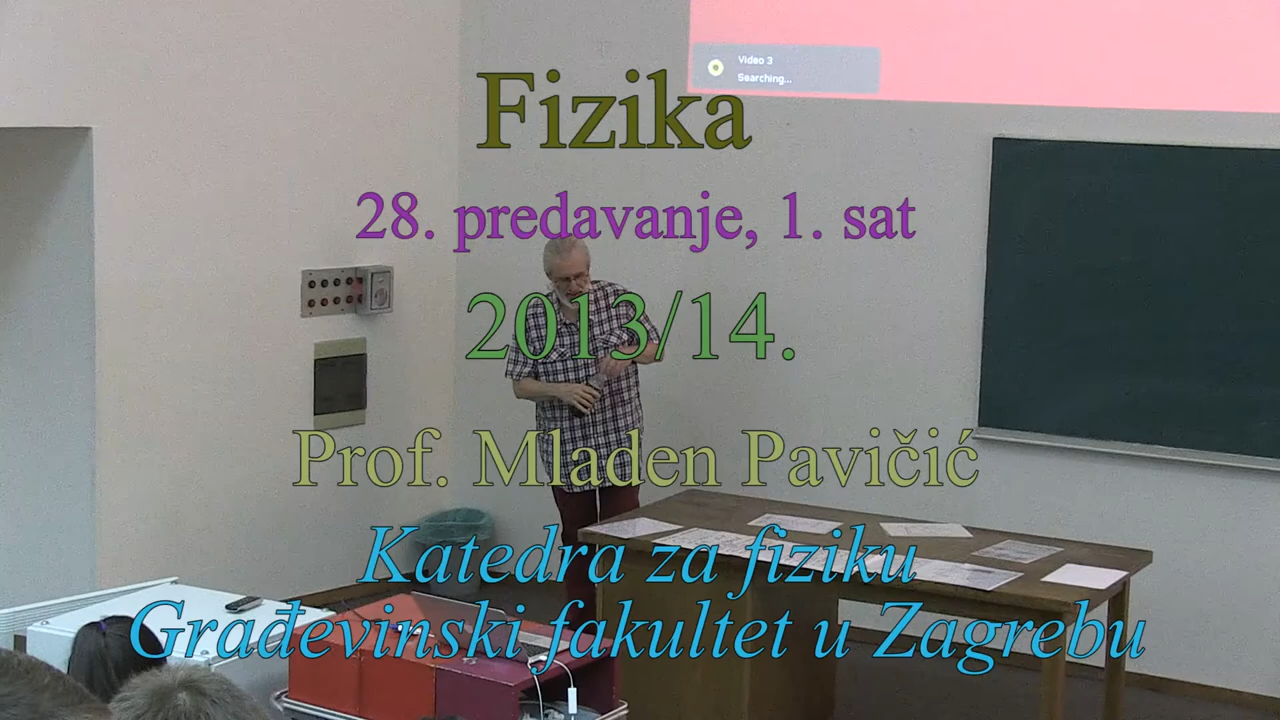 Video 3
Searching...
Fizika
28. predavanje, 1. sat
2013/14.
Prof. Mladen Pavičić
Katedra za fiziku
Građevinski fakultet u Zagrebu